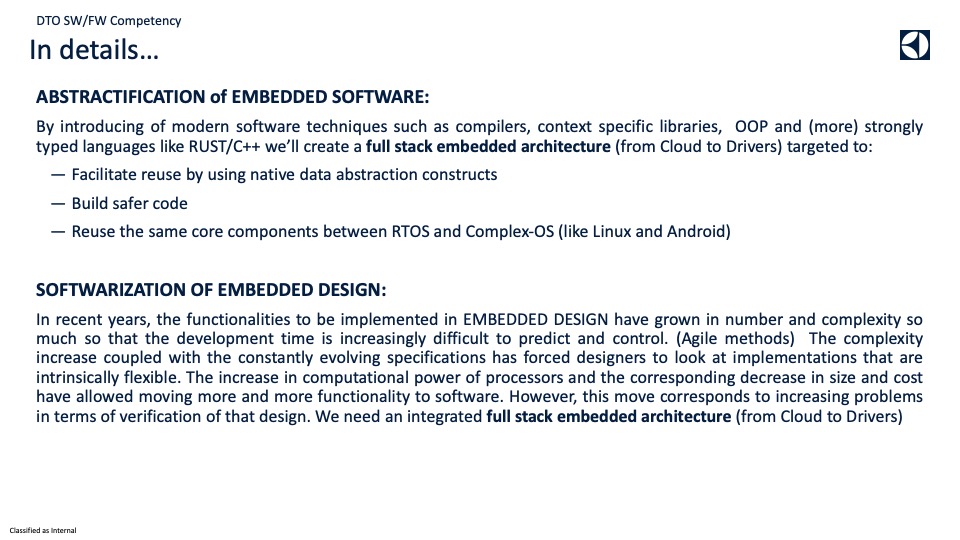 DTO SW/FW Competency
In details…
ABSTRACTIFICATION of EMBEDDED SOFTWARE:
By introducing of modern software techniques such as compilers, context specific libraries, OOP and (more) strongly
typed languages like RUST/C++ we’ll create a full stack embedded architecture (from Cloud to Drivers) targeted to:
— Facilitate reuse by using native data abstraction constructs
— Build safer code
— Reuse the same core components between RTOS and Complex-OS (like Linux and Android)
SOFTWARIZATION OF EMBEDDED DESIGN:
In recent years, the functionalities to be implemented in EMBEDDED DESIGN have grown in number and complexity so
much so that the development time is increasingly difficult to predict and control. (Agile methods) The complexity
increase coupled with the constantly evolving specifications has forced designers to look at implementations that are
intrinsically flexible. The increase in computational power of processors and the corresponding decrease in size and cost
have allowed moving more and more functionality to software. However, this move corresponds to increasing problems
in terms of verification of that design. We need an integrated full stack embedded architecture (from Cloud to Drivers)
Classified as Internal